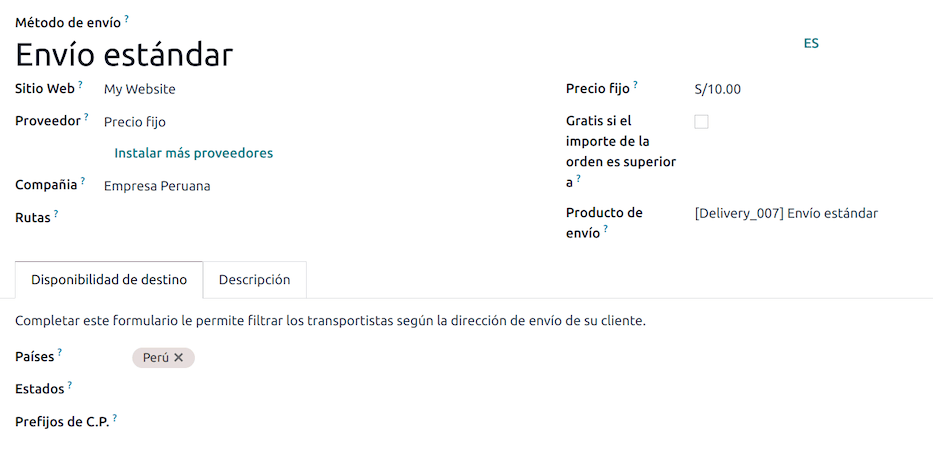 Método de envío ?
Envío estándar
ES
Sitio Web ? My Website
Precio fijo ? S/10.00
Proveedor ? Precio fijo
Instalar más proveedores
Gratis si el
importe de la
orden es superior
a ?
Compañia ? Empresa Peruana
Rutas ?
Producto de
envío ? [Delivery_007] Envío estándar
Disponibilidad de destino
Descripción
Completar este formulario le permite filtrar los transportistas según la dirección de envío de su cliente.
Países ? Perú ✕
Estados ?
Prefijos de C.P. ?